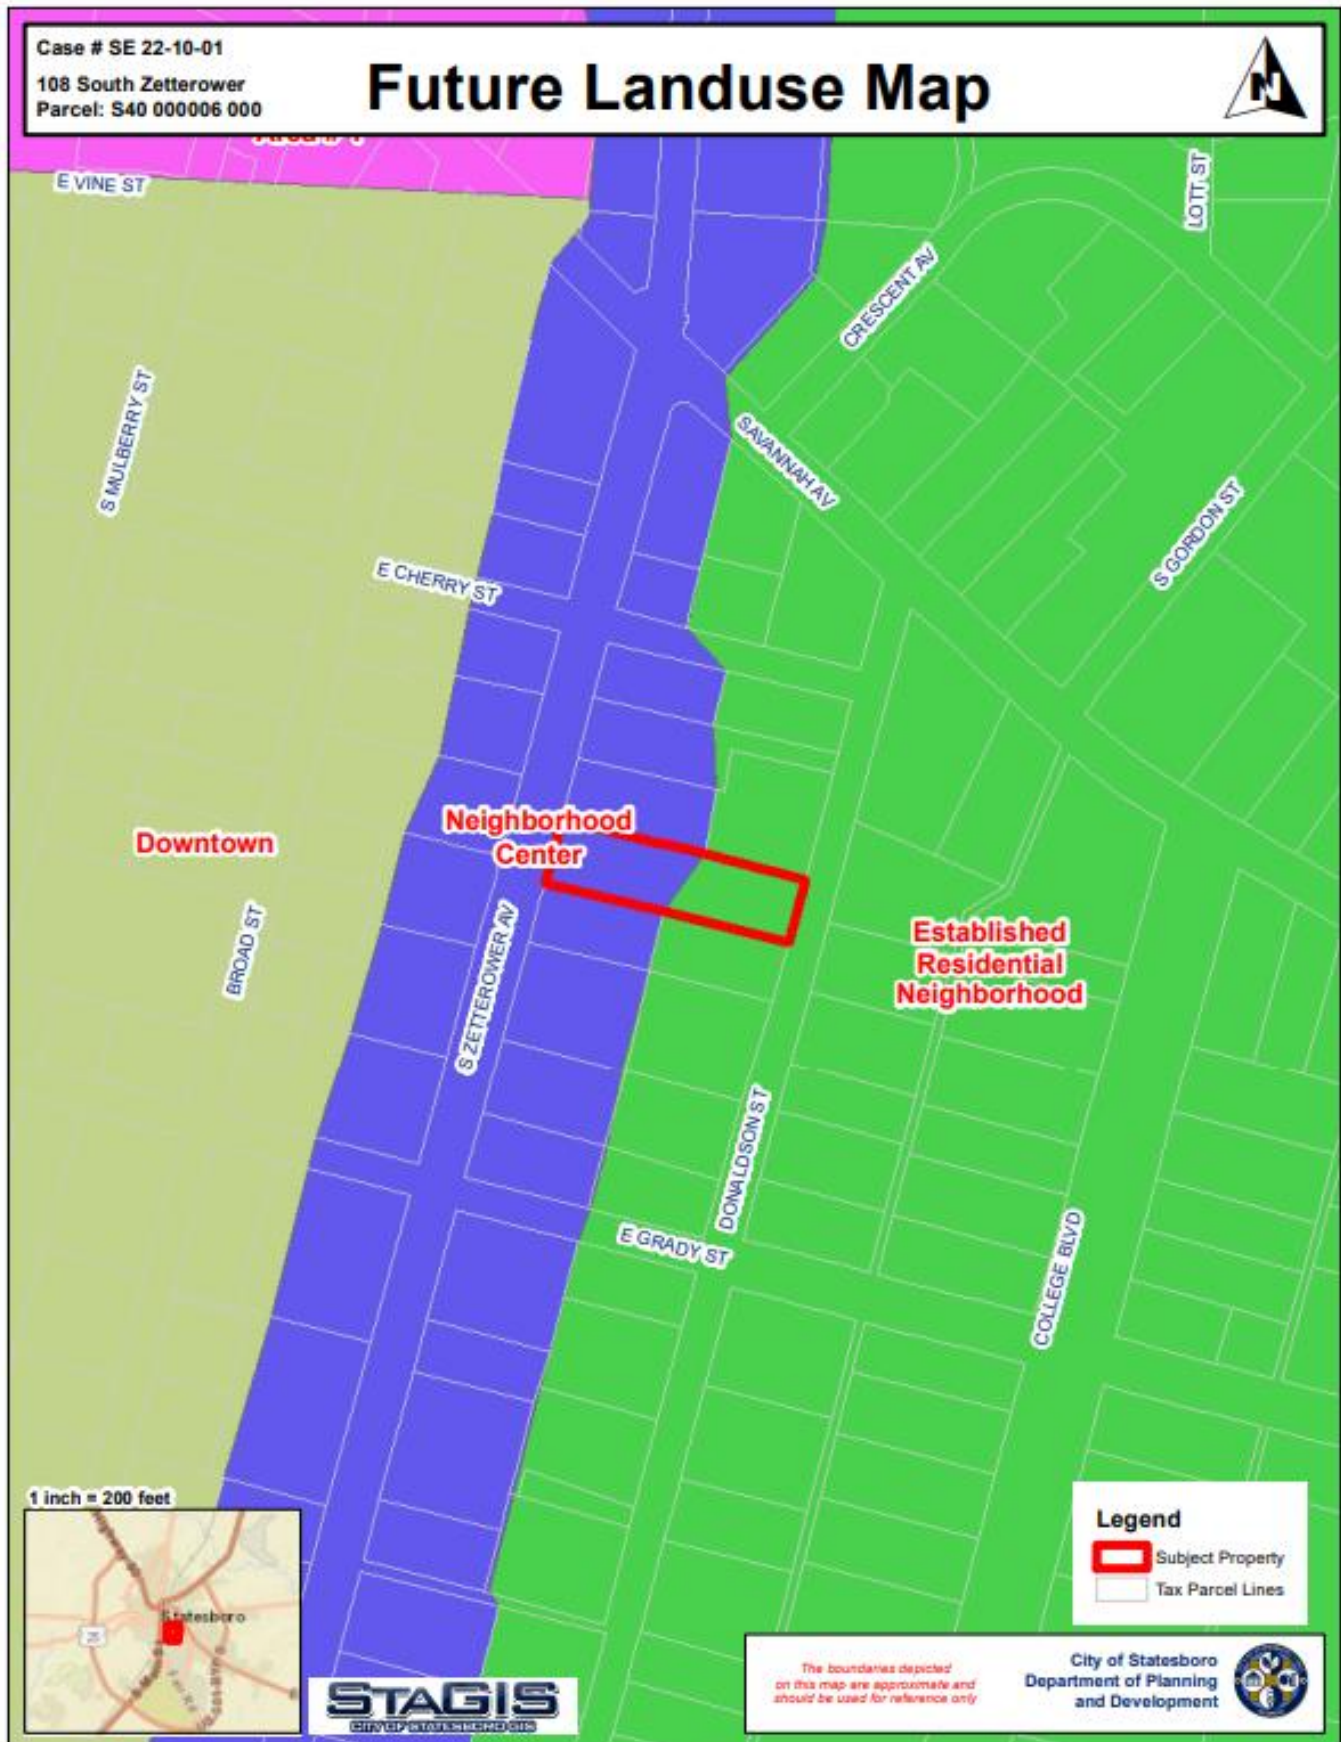 Case # SE 22-10-01
108 South Zetterower
Parcel: S40 000006 000
Future Landuse Map
N
E VINE ST
LOTT ST
CRESCENT AV
S MULBERRY ST
SAVANNAH AV
S GORDON ST
E CHERRY ST
Neighborhood
Center
Downtown
BROAD ST
S ZETTEROWER AV
Established
Residential
Neighborhood
DONALDSON ST
E GRADY ST
COLLEGE BLVD
1 inch = 200 feet
Statesboro
Legend
Subject Property
Tax Parcel Lines
STAGIS
CITY OF STATESBORO GIS
The boundaries depicted
on this map are approximate and
should be used for reference only
City of Statesboro
Department of Planning
and Development